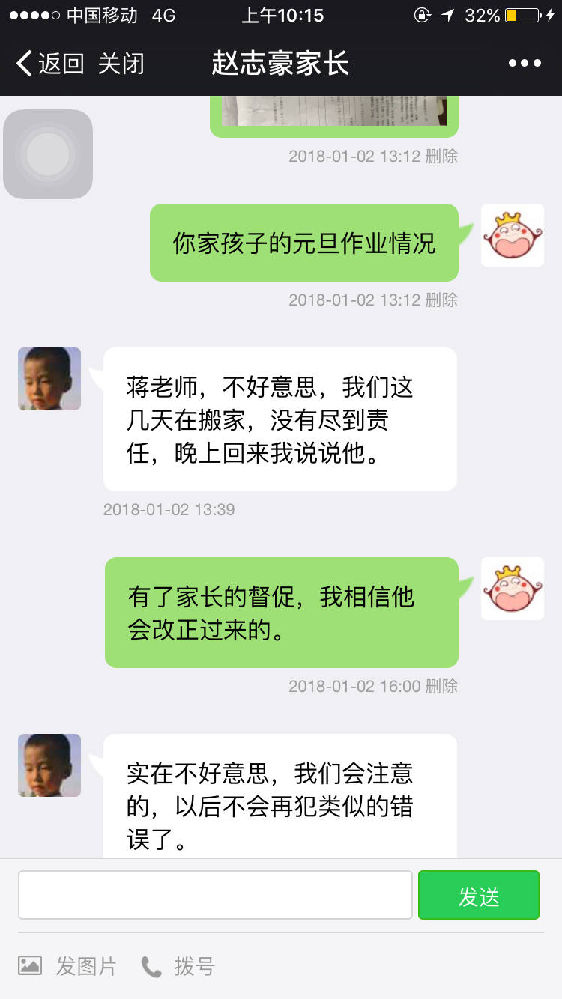 中国移动 4G 上午10:15 32%
返回 关闭 赵志豪家长
2018-01-02 13:12 删除
你家孩子的元旦作业情况
2018-01-02 13:12 删除
蒋老师，不好意思，我们这
几天在搬家，没有尽到责
任，晚上回来我说说他。
2018-01-02 13:39
有了家长的督促，我相信他
会改正过来的。
2018-01-02 16:00 删除
实在不好意思，我们会注意
的，以后不会再犯类似的错
误了。
发送
发图片 拨号